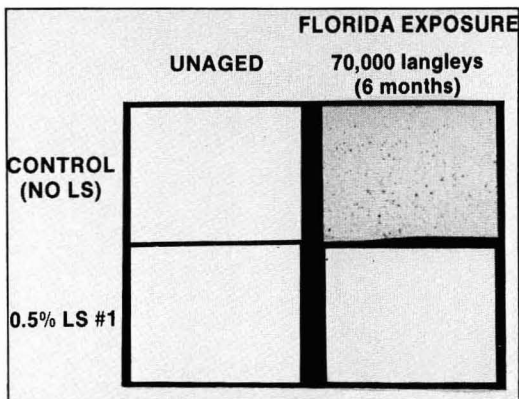 FLORIDA EXPOSURE
UNAGED
70,000 langleys
(6 months)
CONTROL
(NO LS)
0.5% LS #1